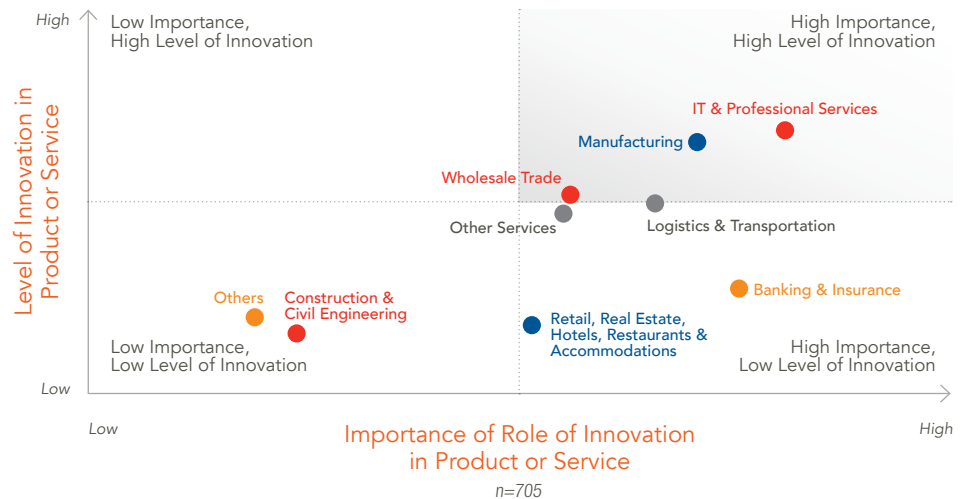 High
Low Importance,
High Level of Innovation
High Importance,
High Level of Innovation
Level of Innovation in
Product or Service
IT & Professional Services
Manufacturing
Wholesale Trade
Other Services
Logistics & Transportation
Banking & Insurance
Others
Construction &
Civil Engineering
Retail, Real Estate,
Hotels, Restaurants &
Accommodations
Low Importance,
Low Level of Innovation
High Importance,
Low Level of Innovation
Low
Low
High
Importance of Role of Innovation
in Product or Service
n=705